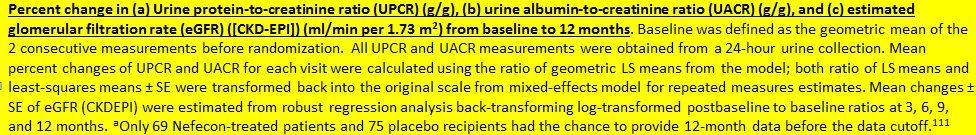 Percent change in (a) Urine protein-to-creatinine ratio (UPCR) (g/g), (b) urine albumin-to-creatinine ratio (UACR) (g/g), and (c) estimated
glomerular filtration rate (eGFR) ([CKD-EPI]) (ml/min per 1.73 m²) from baseline to 12 months. Baseline was defined as the geometric mean of the
2 consecutive measurements before randomization. All UPCR and UACR measurements were obtained from a 24-hour urine collection. Mean
percent changes of UPCR and UACR for each visit were calculated using the ratio of geometric LS means from the model; both ratio of LS means and
least-squares means ± SE were transformed back into the original scale from mixed-effects model for repeated measures estimates. Mean changes ±
SE of eGFR (CKDEPI) were estimated from robust regression analysis back-transforming log-transformed postbaseline to baseline ratios at 3, 6, 9,
and 12 months. ᵃOnly 69 Nefecon-treated patients and 75 placebo recipients had the chance to provide 12-month data before the data cutoff.¹¹¹